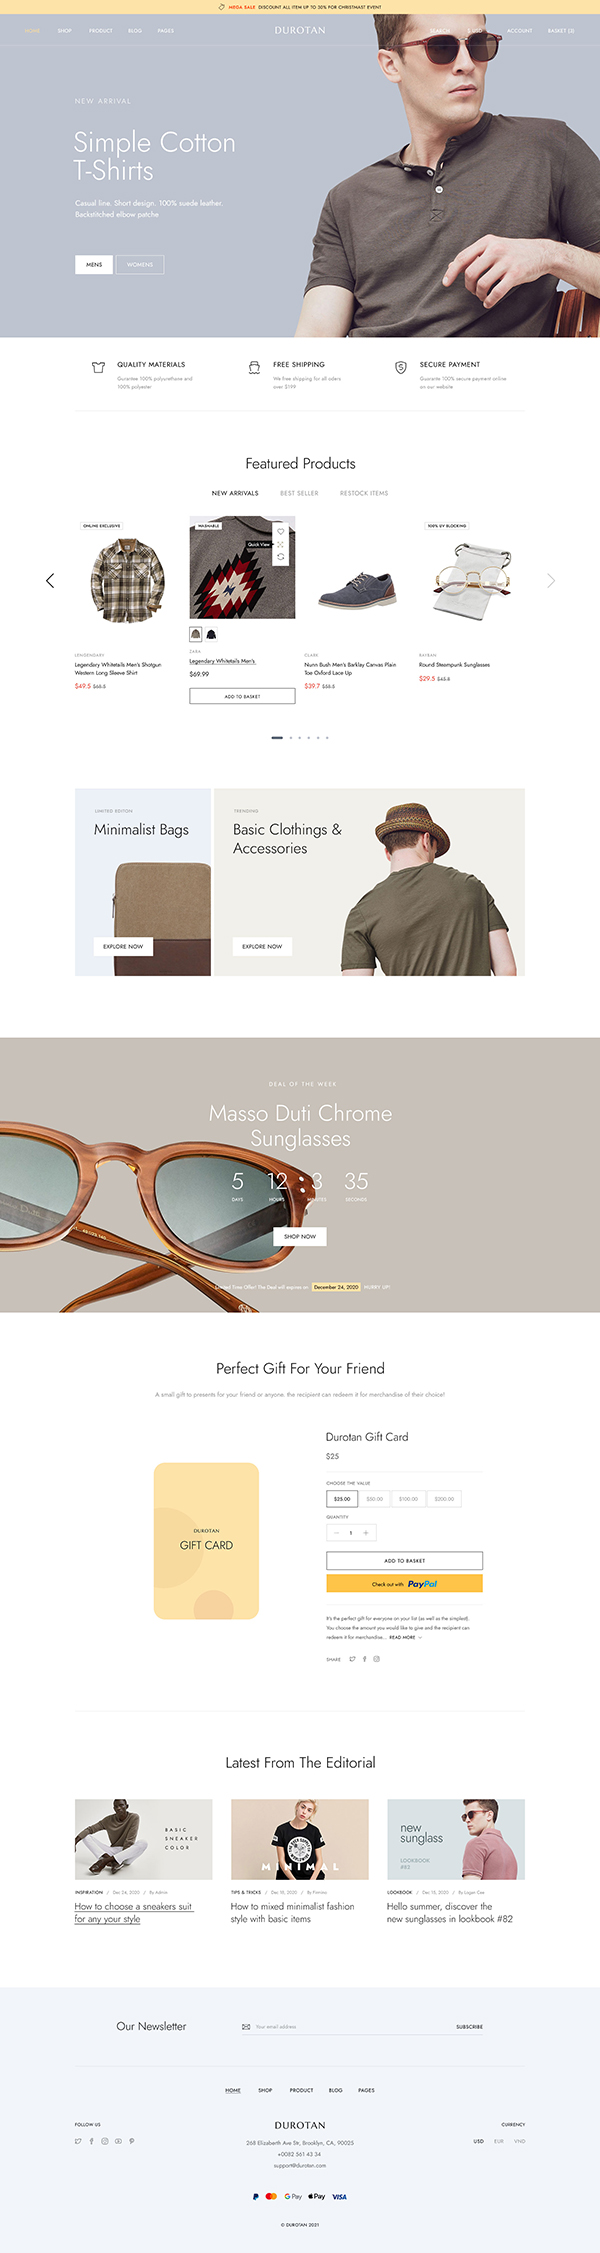 MEGA SALE DISCOUNT ALL ITEM UP TO 30% FOR CHRISTMAST EVENT
HOME SHOP PRODUCT BLOG PAGES DUROTAN SEARCH $ USD ACCOUNT BASKET (3)
NEW ARRIVAL
Simple Cotton
T-Shirts
Casual line. Short design. 100% suede leather.
Backstitched elbow patche
MENS WOMENS
QUALITY MATERIALS
Gurantee 100% polyurethane and
100% polyester
FREE SHIPPING
We free shipping for all oders
over $199
SECURE PAYMENT
Guarante 100% secure payment online
on our website
Featured Products
NEW ARRIVALS BEST SELLER RESTOCK ITEMS
ONLINE EXCLUSIVE
LENGENDARY
Legendary Whitetails Men's Shotgun
Western Long Sleeve Shirt
$49.5 $68.5
WASHABLE
Quick View
ZARA
Legendary Whitetails Men's
$69.99
ADD TO BASKET
CLARK
Nunn Bush Men's Barklay Canvas Plain
Toe Oxford Lace Up
$39.7 $58.5
100% UV BLOCKING
RAYBAN
Round Steampunk Sunglasses
$29.5 $45.8
LIMITED EDITON
Minimalist Bags
EXPLORE NOW
TRENDING
Basic Clothings &
Accessories
EXPLORE NOW
DEAL OF THE WEEK
Masso Duti Chrome
Sunglasses
5 12 : 3 35
DAYS HOURS MINUTES SECONDS
SHOP NOW
Limited Time Offer! The Deal will expires on December 24, 2020 HURRY UP!
Perfect Gift For Your Friend
A small gift to presents for your friend or anyone, the recipient can redeem it for merchandise of their choice!
DUROTAN
GIFT CARD
Durotan Gift Card
$25
CHOOSE THE VALUE
$25.00 $50.00 $100.00 $200.00
QUANTITY
− 1 +
ADD TO BASKET
Check out with PayPal
It's the perfect gift for everyone on your list (as well as the simplest).
You choose the amount you would like to give and the recipient can
redeem it for merchandise... READ MORE
SHARE
Latest From The Editorial
BASIC
SNEAKER
COLOR
INSPIRATION / Dec 24, 2020 / By Admin
How to choose a sneakers suit
for any your style
MINIMAL
TIPS & TRICKS / Dec 18, 2020 / By
How to mixed minimalist fashion
style with basic items
new
sunglass
LOOKBOOK
#82
LOOKBOOK / Dec 15, 2020 / By Logan Cee
Hello summer, discover the
new sunglasses in lookbook #82
Our Newsletter
Your email address
SUBSCRIBE
HOME SHOP PRODUCT BLOG PAGES
FOLLOW US
DUROTAN
268 Elizaberth Ave Str, Brooklyn, CA, 90025
+0082 561 43 34
support@durotan.com
CURRENCY
USD EUR VND
G Pay Pay VISA
© DUROTAN 2021